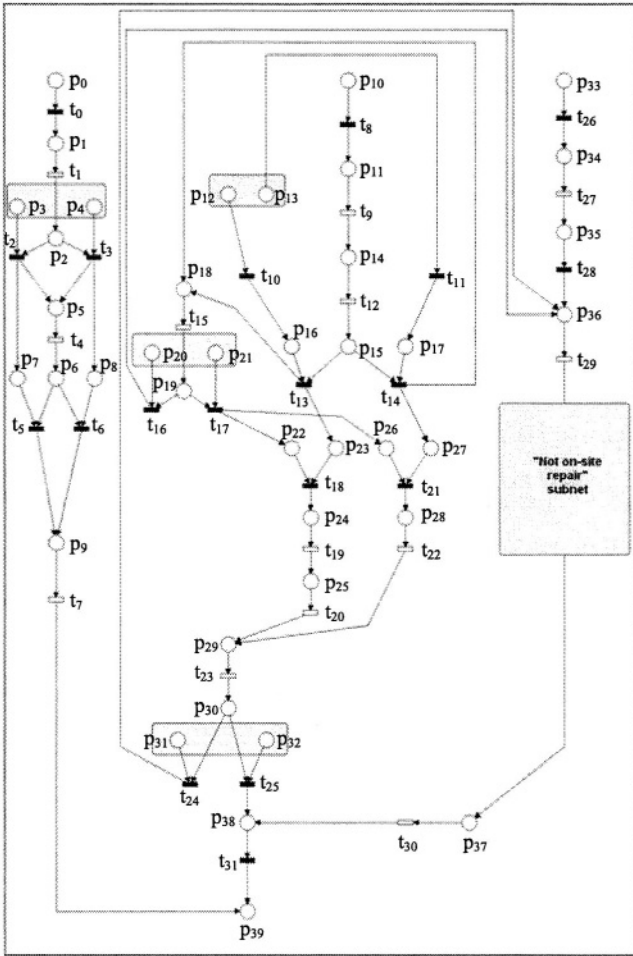 p0 p10 p33
t0 t8 t26
p1 p11 p34
t1
p3 p4 p12 p13 t9 t27
t2 p2 t3 p14 p35
p18 t10 t11 t28
p5 t15 p16 t12 p15 p17 p36
t4
p7 p6 p8 p20 p21 t29
p19 t13 t14
t5 t6 t16 t17 p22 p23 p26 p27
"Not on-site
repair"
subnet
t18 t21
p24 p28
p9 t19 t22
t7 p25
t20
p29
t23
p30
p31 p32
t24 t25
p38 t30 p37
t31
p39